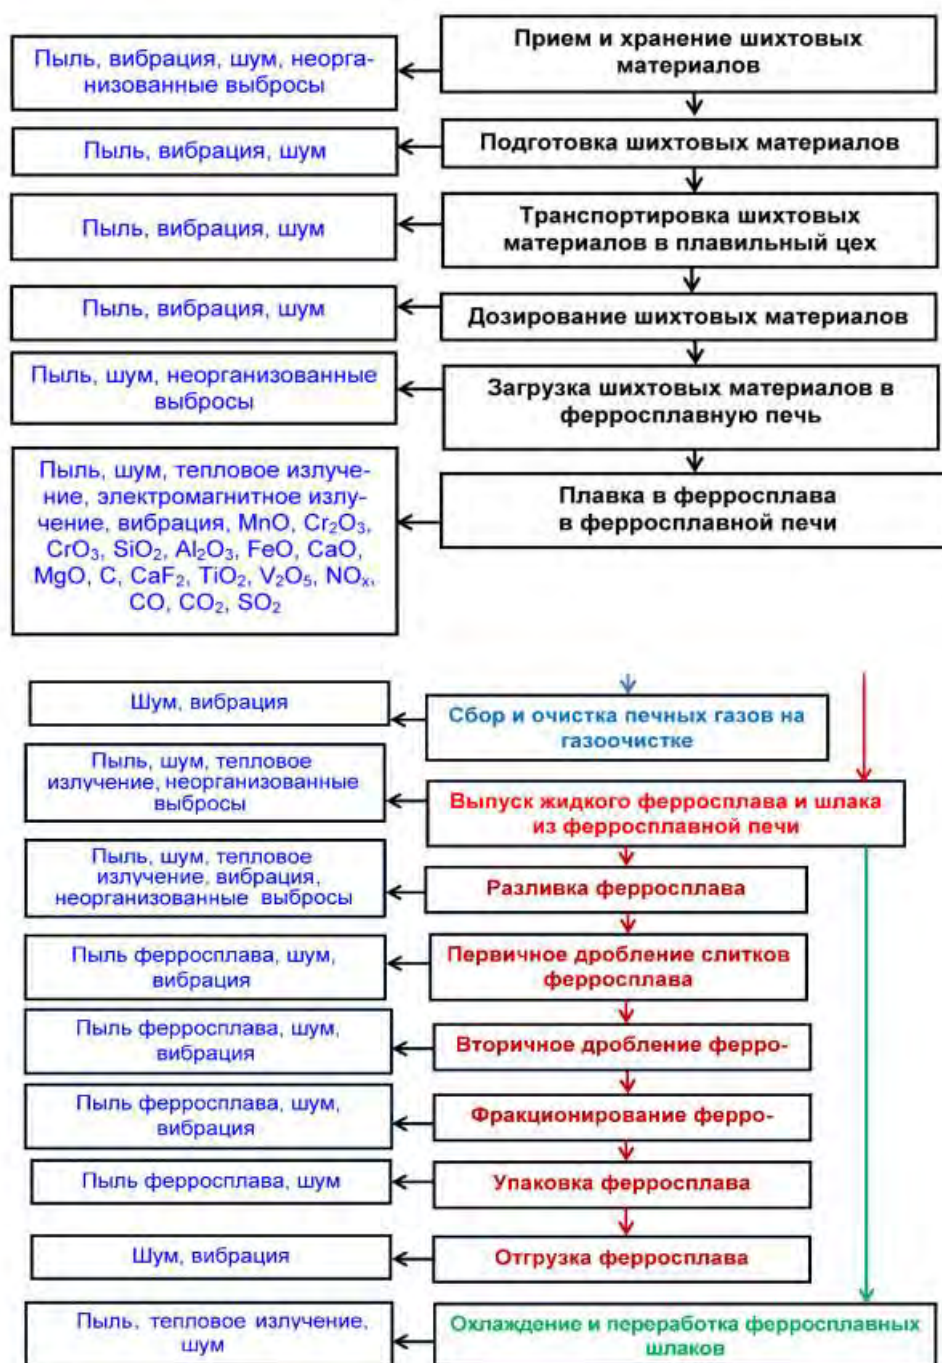 Прием и хранение шихтовых
материалов
Пыль, вибрация, шум, неорга-
низованные выбросы
Подготовка шихтовых материалов
Пыль, вибрация, шум
Транспортировка шихтовых
материалов в плавильный цех
Пыль, вибрация, шум
Дозирование шихтовых материалов
Пыль, вибрация, шум
Загрузка шихтовых материалов в
ферросплавную печь
Пыль, шум, неорганизованные
выбросы
Плавка в ферросплава
в ферросплавной печи
Пыль, шум, тепловое излуче-
ние, электромагнитное излу-
чение, вибрация, MnO, Cr₂O₃,
CrO₃, SiO₂, Al₂O₃, FeO, CaO,
MgO, C, CaF₂, TiO₂, V₂O₅, NOₓ,
CO, CO₂, SO₂
Сбор и очистка печных газов на
газоочистке
Шум, вибрация
Выпуск жидкого ферросплава и шлака
из ферросплавной печи
Пыль, шум, тепловое
излучение, неорганизованные
выбросы
Разливка ферросплава
Пыль, шум, тепловое
излучение, вибрация,
неорганизованные выбросы
Первичное дробление слитков
ферросплава
Пыль ферросплава, шум,
вибрация
Вторичное дробление ферро-
Пыль ферросплава, шум,
вибрация
Фракционирование ферро-
Пыль ферросплава, шум,
вибрация
Упаковка ферросплава
Пыль ферросплава, шум
Отгрузка ферросплава
Шум, вибрация
Охлаждение и переработка ферросплавных
шлаков
Пыль, тепловое излучение,
шум